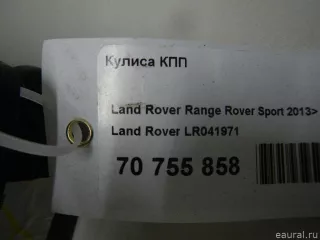 Кулиса КПП
Land Rover Range Rover Sport 2013>
Land Rover LR041971
70 755 858
eaural.ru